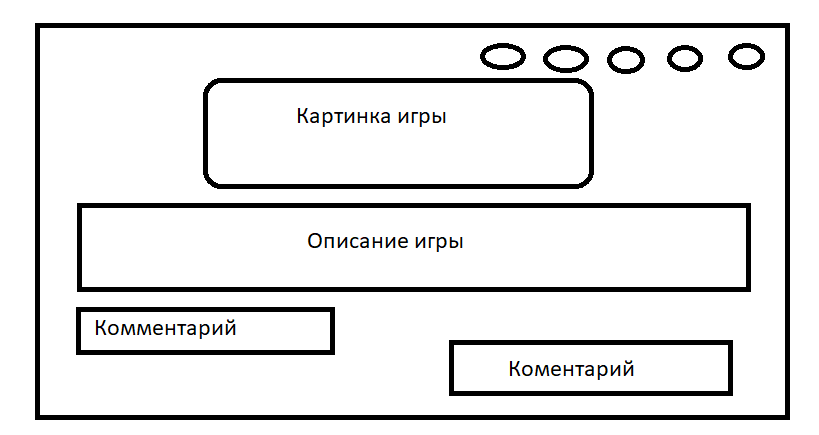 Картинка игры
Описание игры
Комментарий
Коментарий